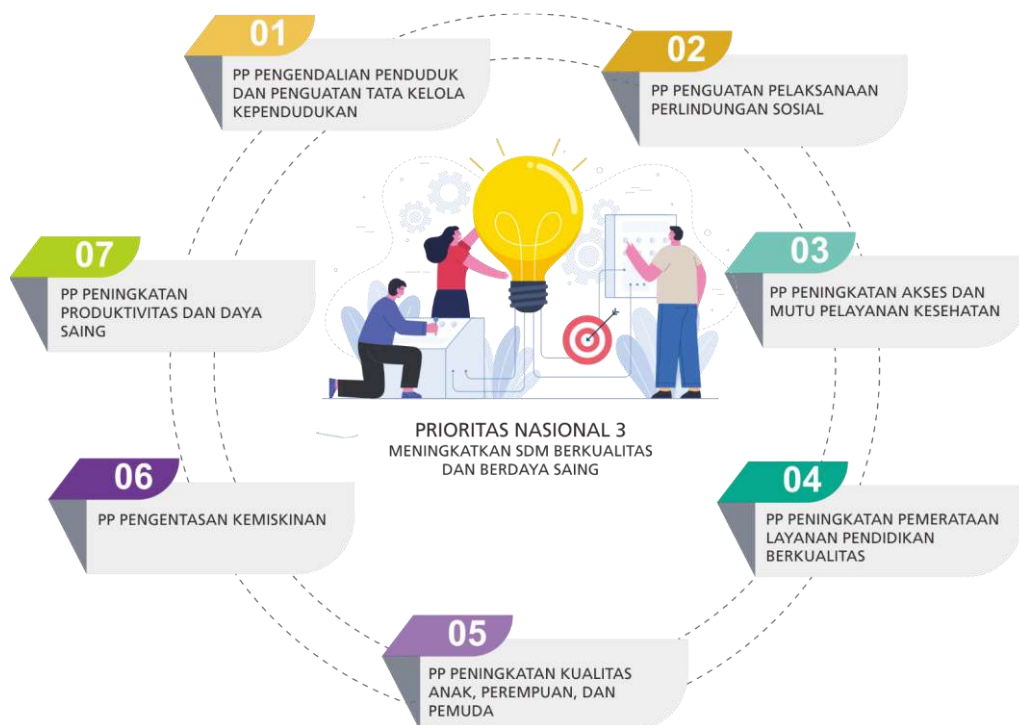 01
PP PENGENDALIAN PENDUDUK
DAN PENGUATAN TATA KELOLA
KEPENDUDUKAN
02
PP PENGUATAN PELAKSANAAN
PERLINDUNGAN SOSIAL
03
PP PENINGKATAN AKSES DAN
MUTU PELAYANAN KESEHATAN
04
PP PENINGKATAN PEMERATAAN
LAYANAN PENDIDIKAN
BERKUALITAS
05
PP PENINGKATAN KUALITAS
ANAK, PEREMPUAN, DAN
PEMUDA
06
PP PENGENTASAN KEMISKINAN
07
PP PENINGKATAN
PRODUKTIVITAS DAN DAYA
SAING
PRIORITAS NASIONAL 3
MENINGKATKAN SDM BERKUALITAS
DAN BERDAYA SAING